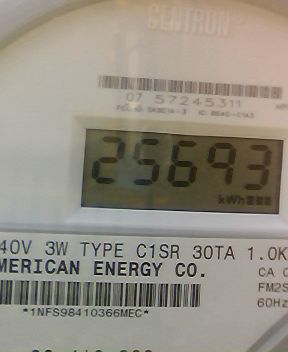 CENTRON
07 57245311
25693
kWh
40V 3W TYPE C1SR 30TA 1.0K
MERICAN ENERGY CO.
CA
FM2S
60Hz
*1NFS98410366MEC*